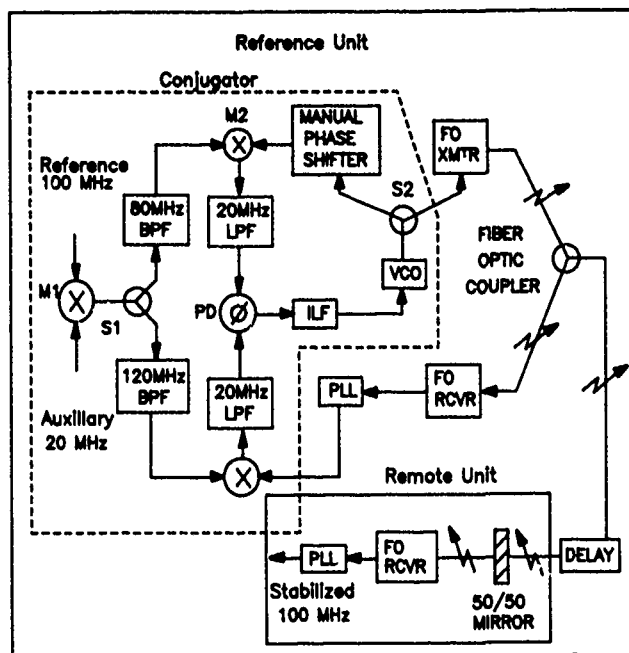 Reference Unit
Conjugator
M2
MANUAL
PHASE
SHIFTER
FO
XMTR
Reference
100 MHz
80MHz
BPF
20MHz
LPF
S2
FIBER
OPTIC
COUPLER
M1
S1
PD
Ø
ILF
VCO
120MHz
BPF
20MHz
LPF
PLL
FO
RCVR
Auxillary
20 MHz
Remote Unit
PLL
FO
RCVR
DELAY
Stabilized
100 MHz
50/50
MIRROR